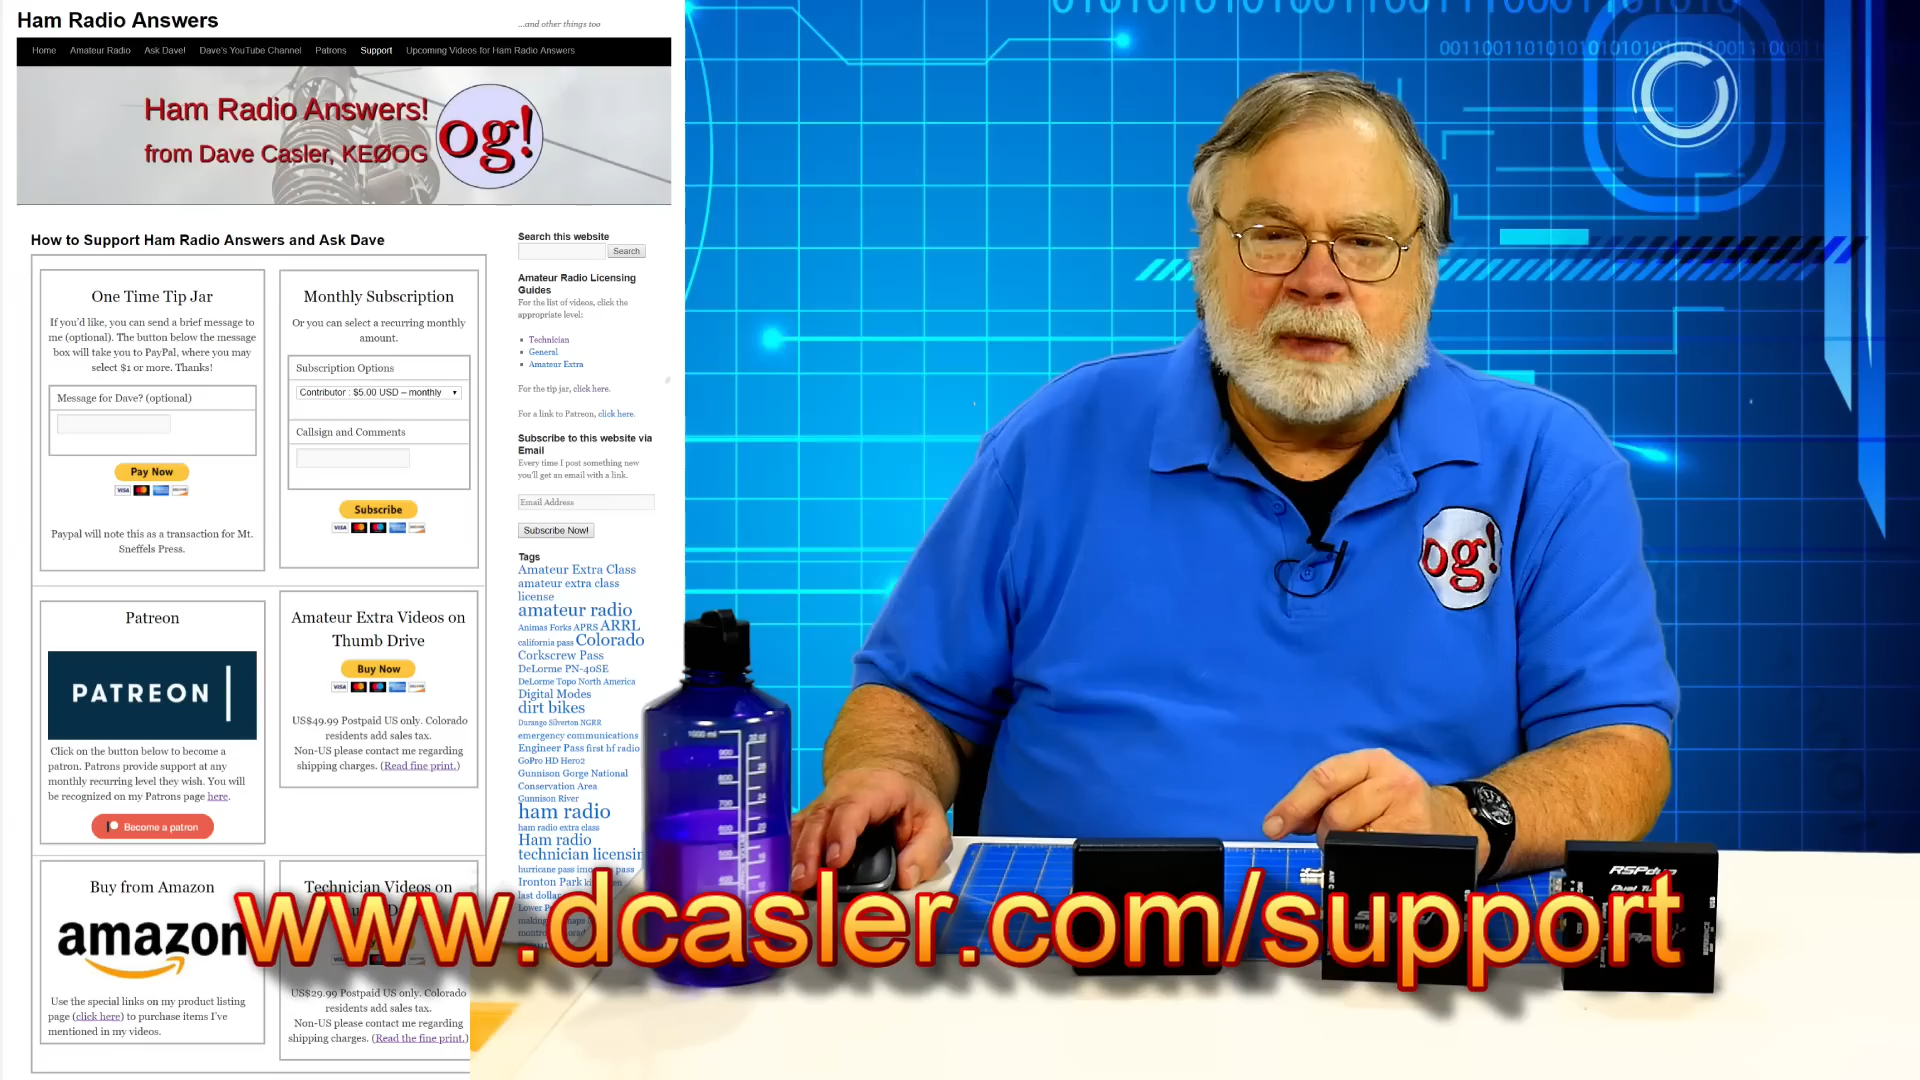 Ham Radio Answers
...and other things too
Home Amateur Radio Ask Dave! Dave's YouTube Channel Patrons Support Upcoming Videos for Ham Radio Answers
Ham Radio Answers!
from Dave Casler, KEØOG
og!
How to Support Ham Radio Answers and Ask Dave
One Time Tip Jar
If you'd like, you can send a brief message to
me (optional). The button below the message
box will take you to PayPal, where you may
select $1 or more. Thanks!
Message for Dave? (optional)
Pay Now
Paypal will note this as a transaction for Mt.
Sneffels Press.
Monthly Subscription
Or you can select a recurring monthly
amount.
Subscription Options
Contributor : $5.00 USD – monthly
Callsign and Comments
Subscribe
Patreon
PATREON
Click on the button below to become a
patron. Patrons provide support at any
monthly recurring level they wish. You will
be recognized on my Patrons page here.
Become a patron
Amateur Extra Videos on
Thumb Drive
Buy Now
US$49.99 Postpaid US only. Colorado
residents add sales tax.
Non-US please contact me regarding
shipping charges. (Read fine print.)
Buy from Amazon
amazon
Use the special links on my product listing
page (click here) to purchase items I've
mentioned in my videos.
Technician Videos on
US$29.99 Postpaid US only. Colorado
residents add sales tax.
Non-US please contact me regarding
shipping charges. (Read the fine print.)
Search this website
Search
Amateur Radio Licensing
Guides
For the list of videos, click the
appropriate level:
Technician
General
Amateur Extra
For the tip jar, click here.
For a link to Patreon, click here.
Subscribe to this website via
Email
Every time I post something new
you'll get an email with a link.
Email Address
Subscribe Now!
Tags
Amateur Extra Class
amateur extra class
license
amateur radio
Animas Forks APRS ARRL
california pass Colorado
Corkscrew Pass
DeLorme PN-40SE
DeLorme Topo North America
Digital Modes
dirt bikes
Durango Silverton NGRR
emergency communications
Engineer Pass first hf radio
GoPro HD Hero2
Gunnison Gorge National
Conservation Area
Gunnison River
ham radio
ham radio extra class
Ham radio
technician licensin
hurricane pass pass
Ironton Park
last dollar
og!
1000 ml
RSPduo
www.dcasler.com/support